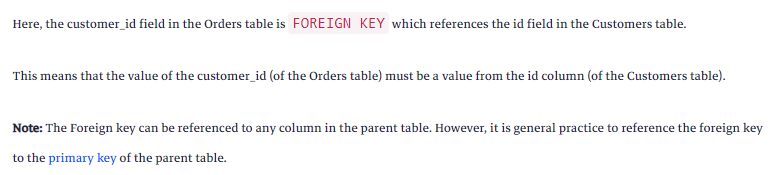 Here, the customer_id field in the Orders table is FOREIGN KEY which references the id field in the Customers table.
This means that the value of the customer_id (of the Orders table) must be a value from the id column (of the Customers table).
Note: The Foreign key can be referenced to any column in the parent table. However, it is general practice to reference the foreign key
to the primary key of the parent table.